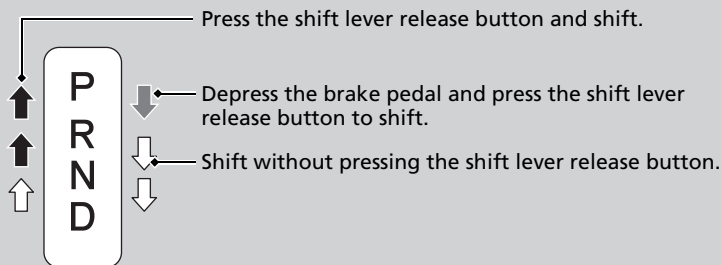 Press the shift lever release button and shift.
P
R
N
D
Depress the brake pedal and press the shift lever
release button to shift.
Shift without pressing the shift lever release button.